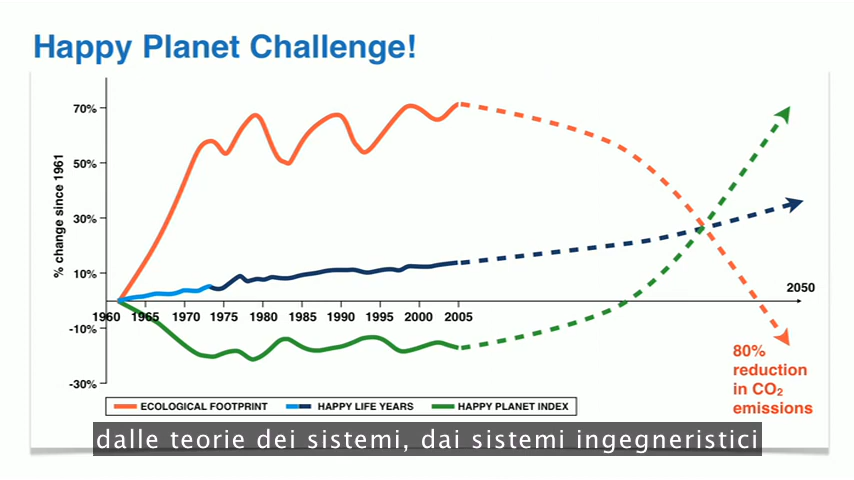 Happy Planet Challenge!
% change since 1961
70%
50%
30%
10%
-10%
-30%
1960 1965 1970 1975 1980 1985 1990 1995 2000 2005
2050
80%
reduction
in CO₂
emissions
ECOLOGICAL FOOTPRINT HAPPY LIFE YEARS HAPPY PLANET INDEX
dalle teorie dei sistemi, dai sistemi ingegneristici